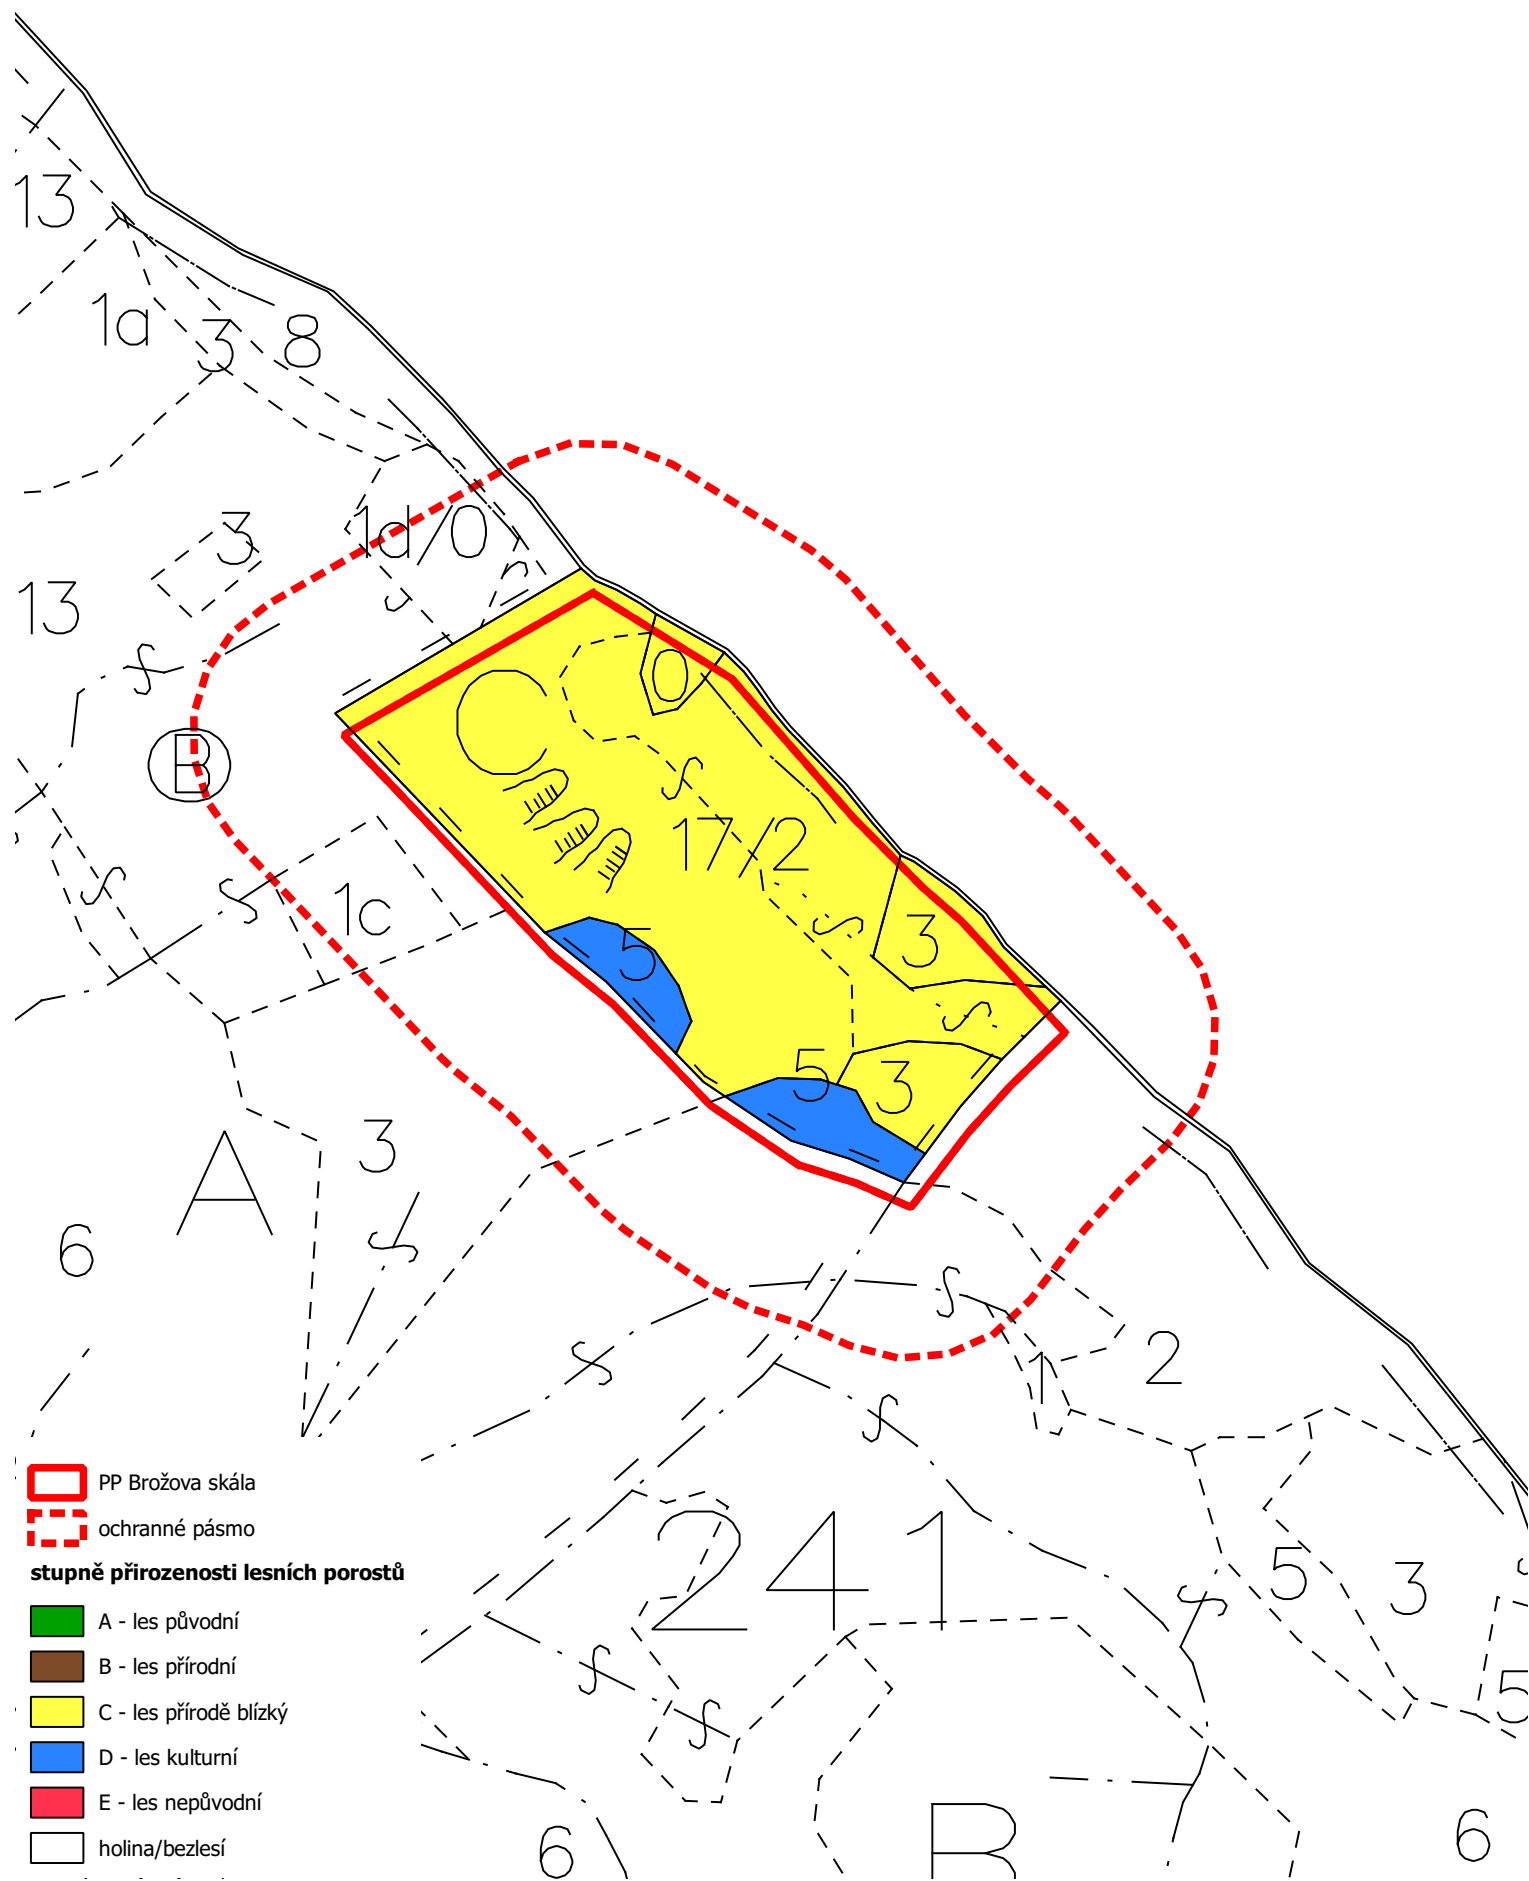 13
1a
3
8
3
1d/0
13
0
C
B
17/2
1c
3
5
5
3
3
A
6
2
1
241
5
3
5
B
6
6
PP Brožova skála
ochranné pásmo
stupně přirozenosti lesních porostů
A - les původní
B - les přírodní
C - les přírodě blízký
D - les kulturní
E - les nepůvodní
holina/bezlesí